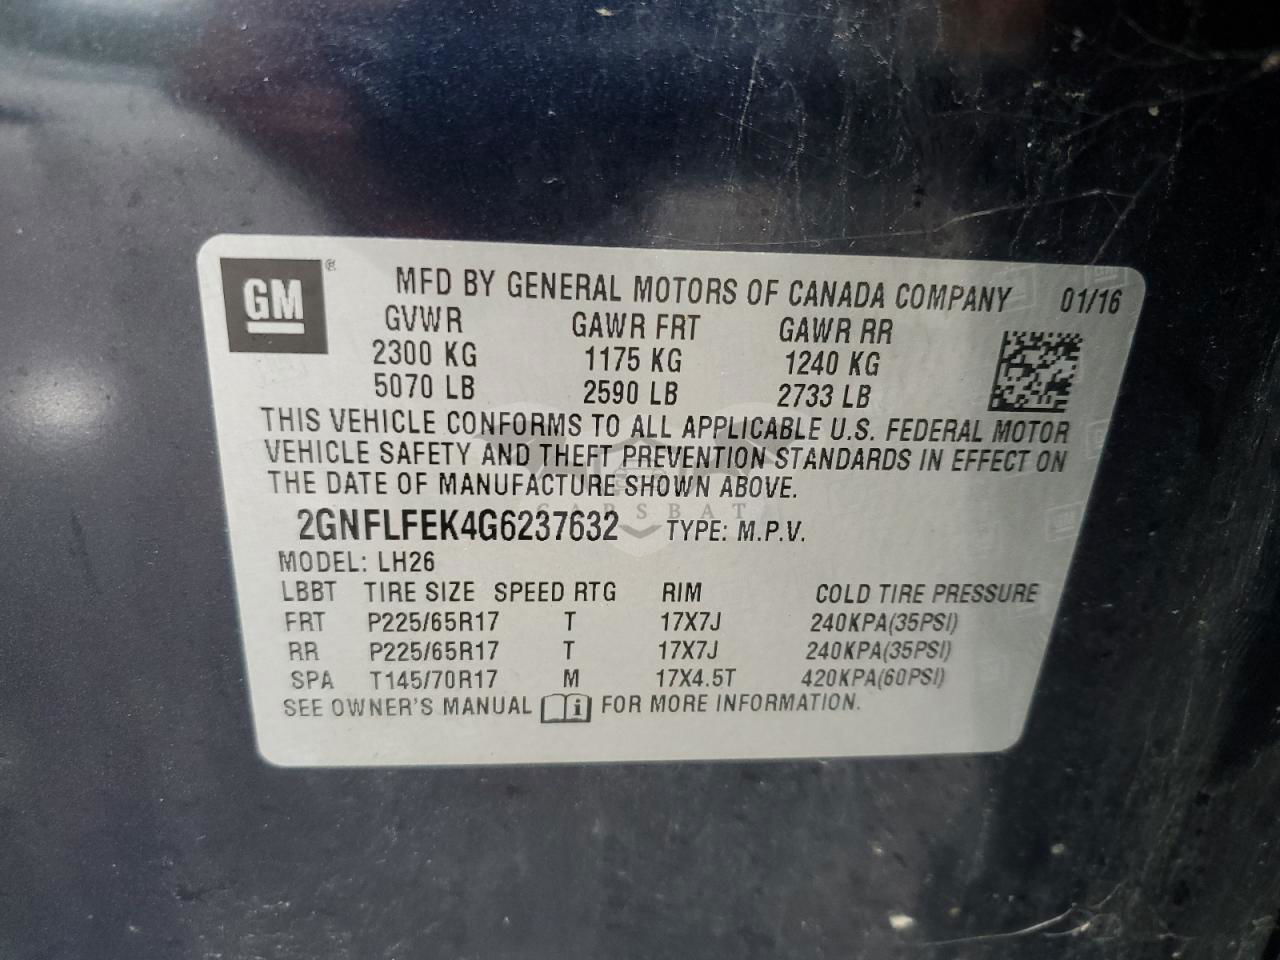 GM ®
MFD BY GENERAL MOTORS OF CANADA COMPANY 01/16
GVWR GAWR FRT GAWR RR
2300 KG 1175 KG 1240 KG
5070 LB 2590 LB 2733 LB
THIS VEHICLE CONFORMS TO ALL APPLICABLE U.S. FEDERAL MOTOR
VEHICLE SAFETY AND THEFT PREVENTION STANDARDS IN EFFECT ON
THE DATE OF MANUFACTURE SHOWN ABOVE.
CARSBAT
2GNFLFEK4G6237632 TYPE: M.P.V.
MODEL: LH26
LBBT TIRE SIZE SPEED RTG RIM COLD TIRE PRESSURE
FRT P225/65R17 T 17X7J 240KPA(35PSI)
RR P225/65R17 T 17X7J 240KPA(35PSI)
SPA T145/70R17 M 17X4.5T 420KPA(60PSI)
SEE OWNER'S MANUAL i FOR MORE INFORMATION.